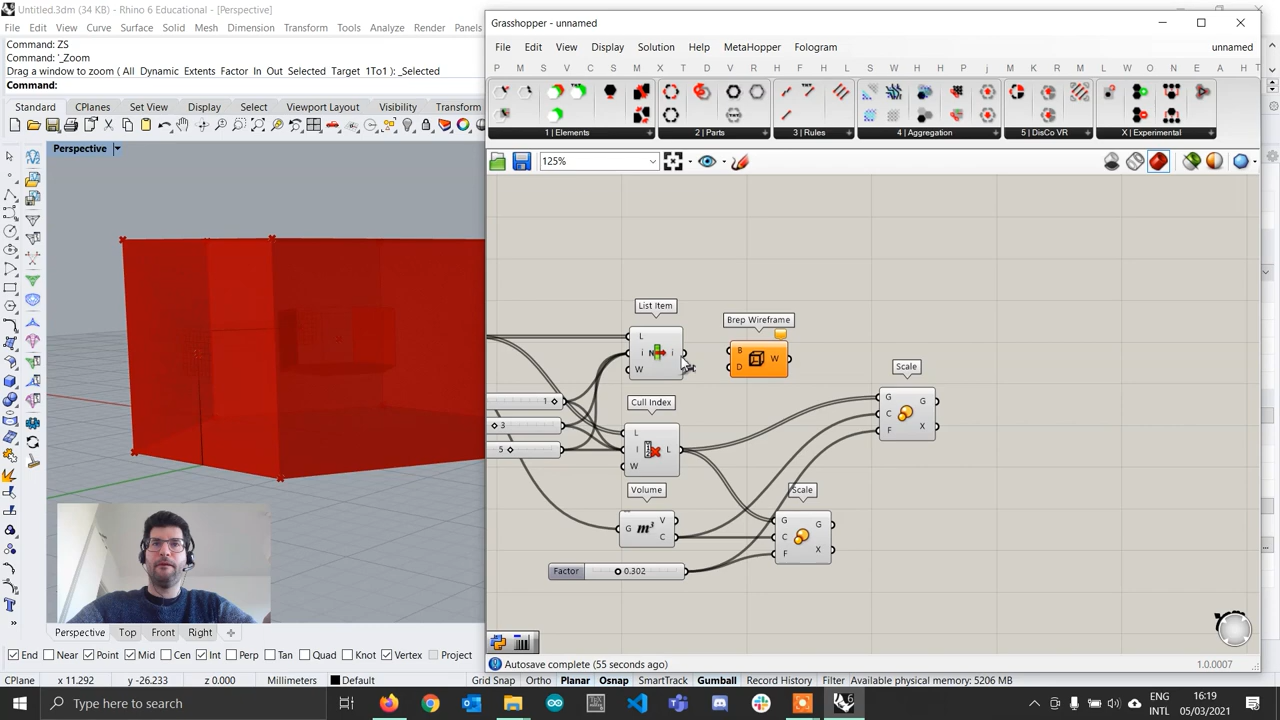 Untitled.3dm (34 KB) - Rhino 6 Educational - [Perspective]
File Edit View Curve Surface Solid Mesh Dimension Transform Tools Analyze
Command: ZS
Command: '_Zoom
Drag a window to zoom ( All Dynamic Extents Factor In Out Selected Target 1To1 ): _Selected
Command:
Standard CPlanes Set View Display Select Viewport Layout Visibility Transform
Perspective
Grasshopper - unnamed
File Edit View Display Solution Help MetaHopper Fologram unnamed
P M S V C S M X T D V R H L S Z W H H P j L W O X P E T H T
1 | Elements 2 | Parts 3 | Rules 4 | Aggregation 5 | DisCo VR X | Experimental
125%
List Item
L
i N i
W
Brep Wireframe
B W
D
Scale
G G
C
F X
1
3
5
Cull Index
L
I L
W
Volume
G m³ V
C
Scale
G G
C
F X
Factor 0.302
Autosave complete (55 seconds ago) 1.0.0007
Perspective Top Front Right
End Near Point Mid Cen Int Perp Tan Quad Knot Vertex Project
CPlane x 11.292 y -26.233 z 0.000 Millimeters Default Grid Snap Ortho Planar Osnap SmartTrack Gumball Record History Filter Available physical memory: 5206 MB
Type here to search
ENG
INTL
16:19
05/03/2021